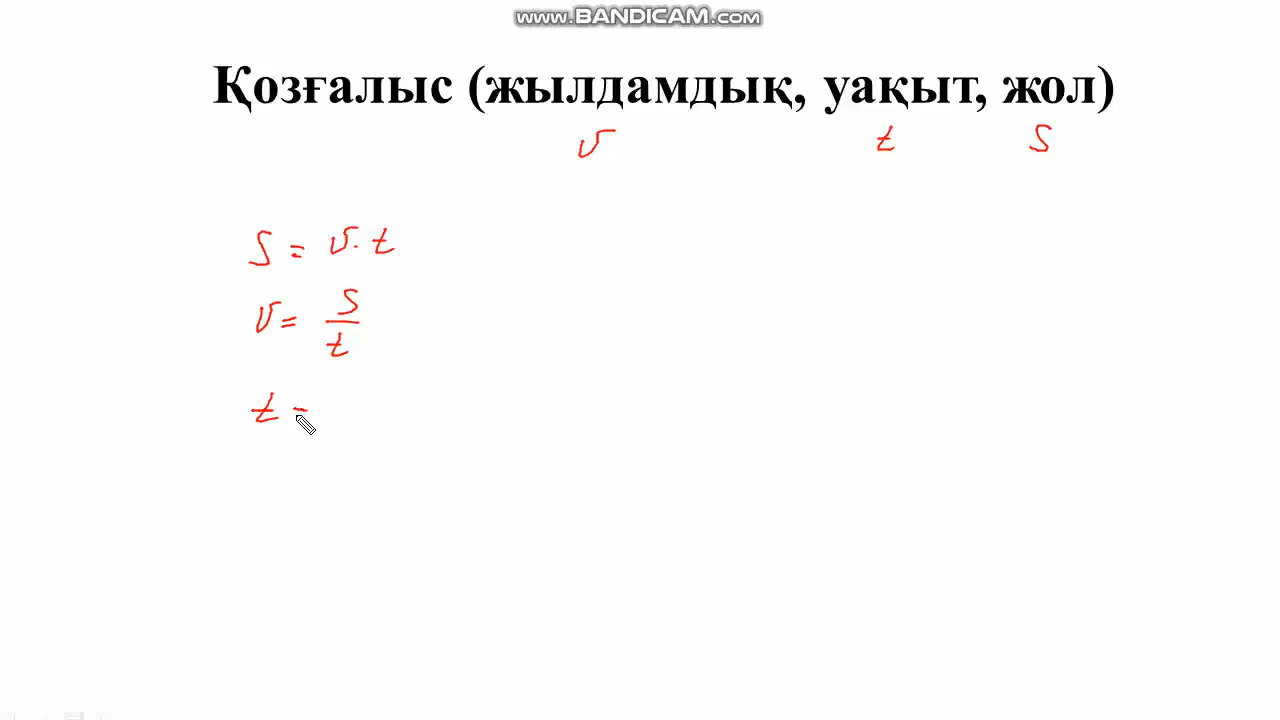 www.BANDICAM.com
Қозғалыс (жылдамдық, уақыт, жол)
v t S
S = v · t
v = S/t
t =